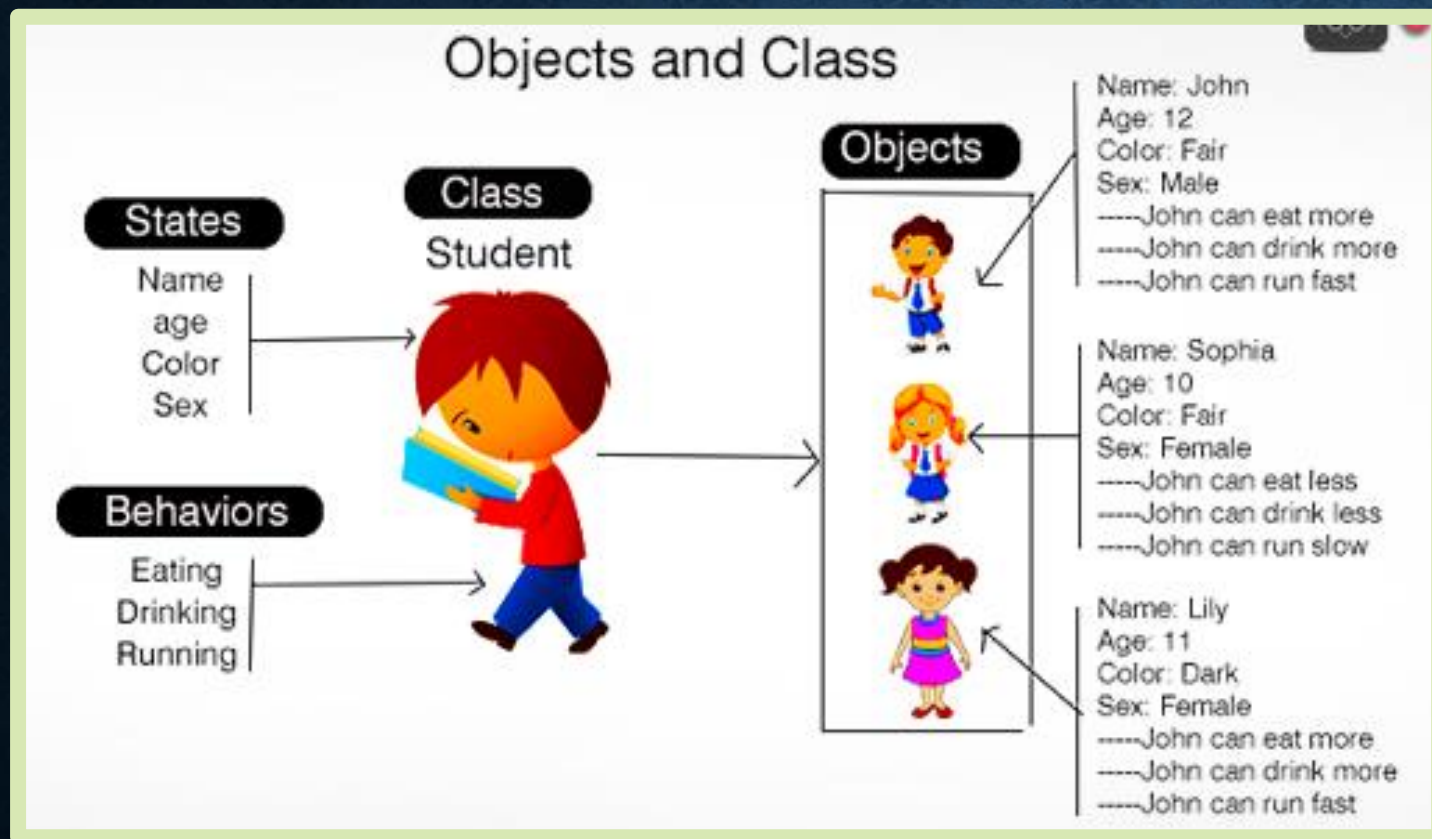 Objects and Class
States
Name
age
Color
Sex
Behaviors
Eating
Drinking
Running
Class
Student
Objects
Name: John
Age: 12
Color: Fair
Sex: Male
-----John can eat more
-----John can drink more
-----John can run fast
Name: Sophia
Age: 10
Color: Fair
Sex: Female
-----John can eat less
-----John can drink less
-----John can run slow
Name: Lily
Age: 11
Color: Dark
Sex: Female
-----John can eat more
-----John can drink more
-----John can run fast